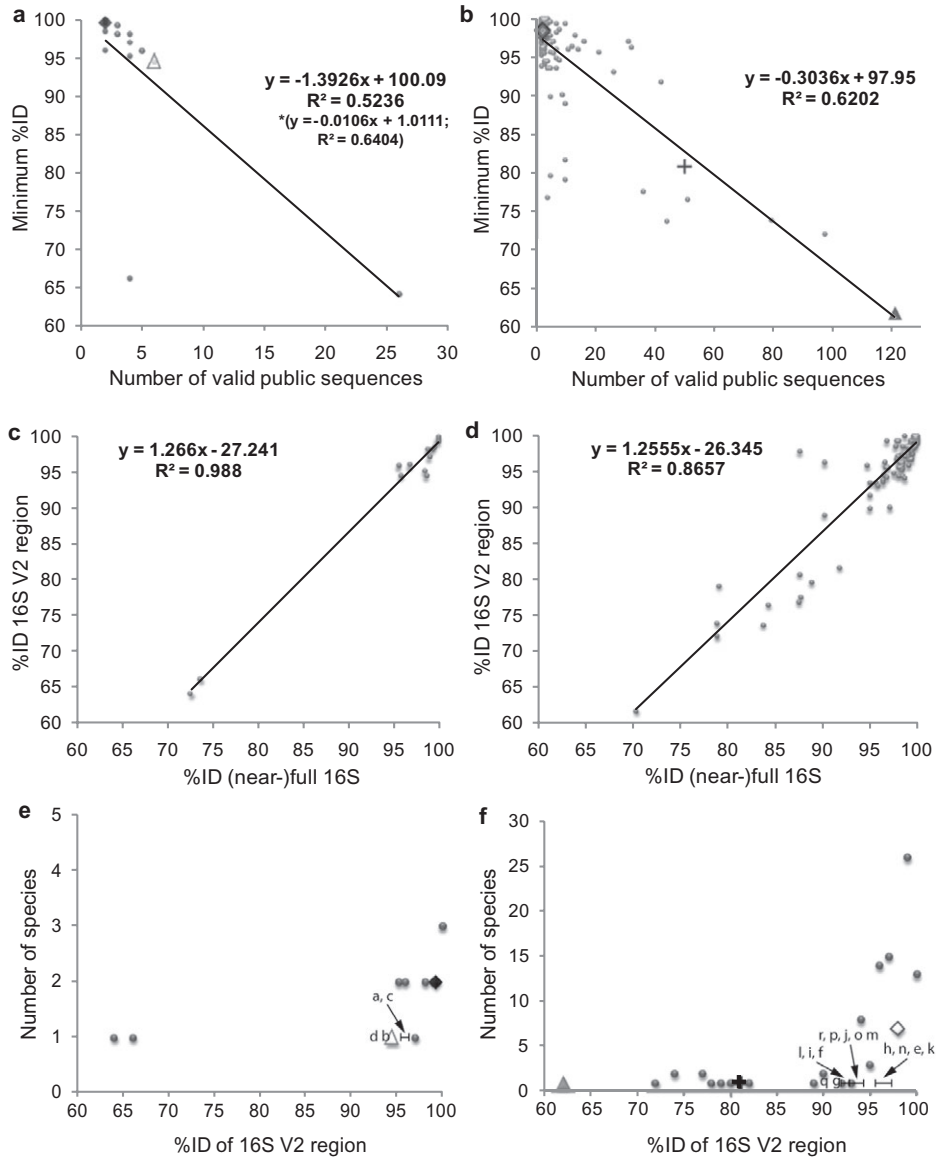 a
100
95
90
85
80
75
70
65
60
Minimum %ID
y = -1.3926x + 100.09
R² = 0.5236
*(y =-0.0106x + 1.0111;
R² = 0.6404)
0 5 10 15 20 25 30
Number of valid public sequences
b
100
95
90
85
80
75
70
65
60
Minimum %ID
y = -0.3036x + 97.95
R² = 0.6202
0 20 40 60 80 100 120
Number of valid public sequences
c
100
95
90
85
80
75
70
65
60
%ID 16S V2 region
y = 1.266x - 27.241
R² = 0.988
60 65 70 75 80 85 90 95 100
%ID (near-)full 16S
d
100
95
90
85
80
75
70
65
60
%ID 16S V2 region
y = 1.2555x - 26.345
R² = 0.8657
60 65 70 75 80 85 90 95 100
%ID (near-)full 16S
e
5
4
3
2
1
0
Number of species
a, c
d b
60 65 70 75 80 85 90 95 100
%ID of 16S V2 region
f
30
25
20
15
10
5
0
Number of species
r, p, j, o m
l, i, f
h, n, e, k
q g
60 65 70 75 80 85 90 95 100
%ID of 16S V2 region